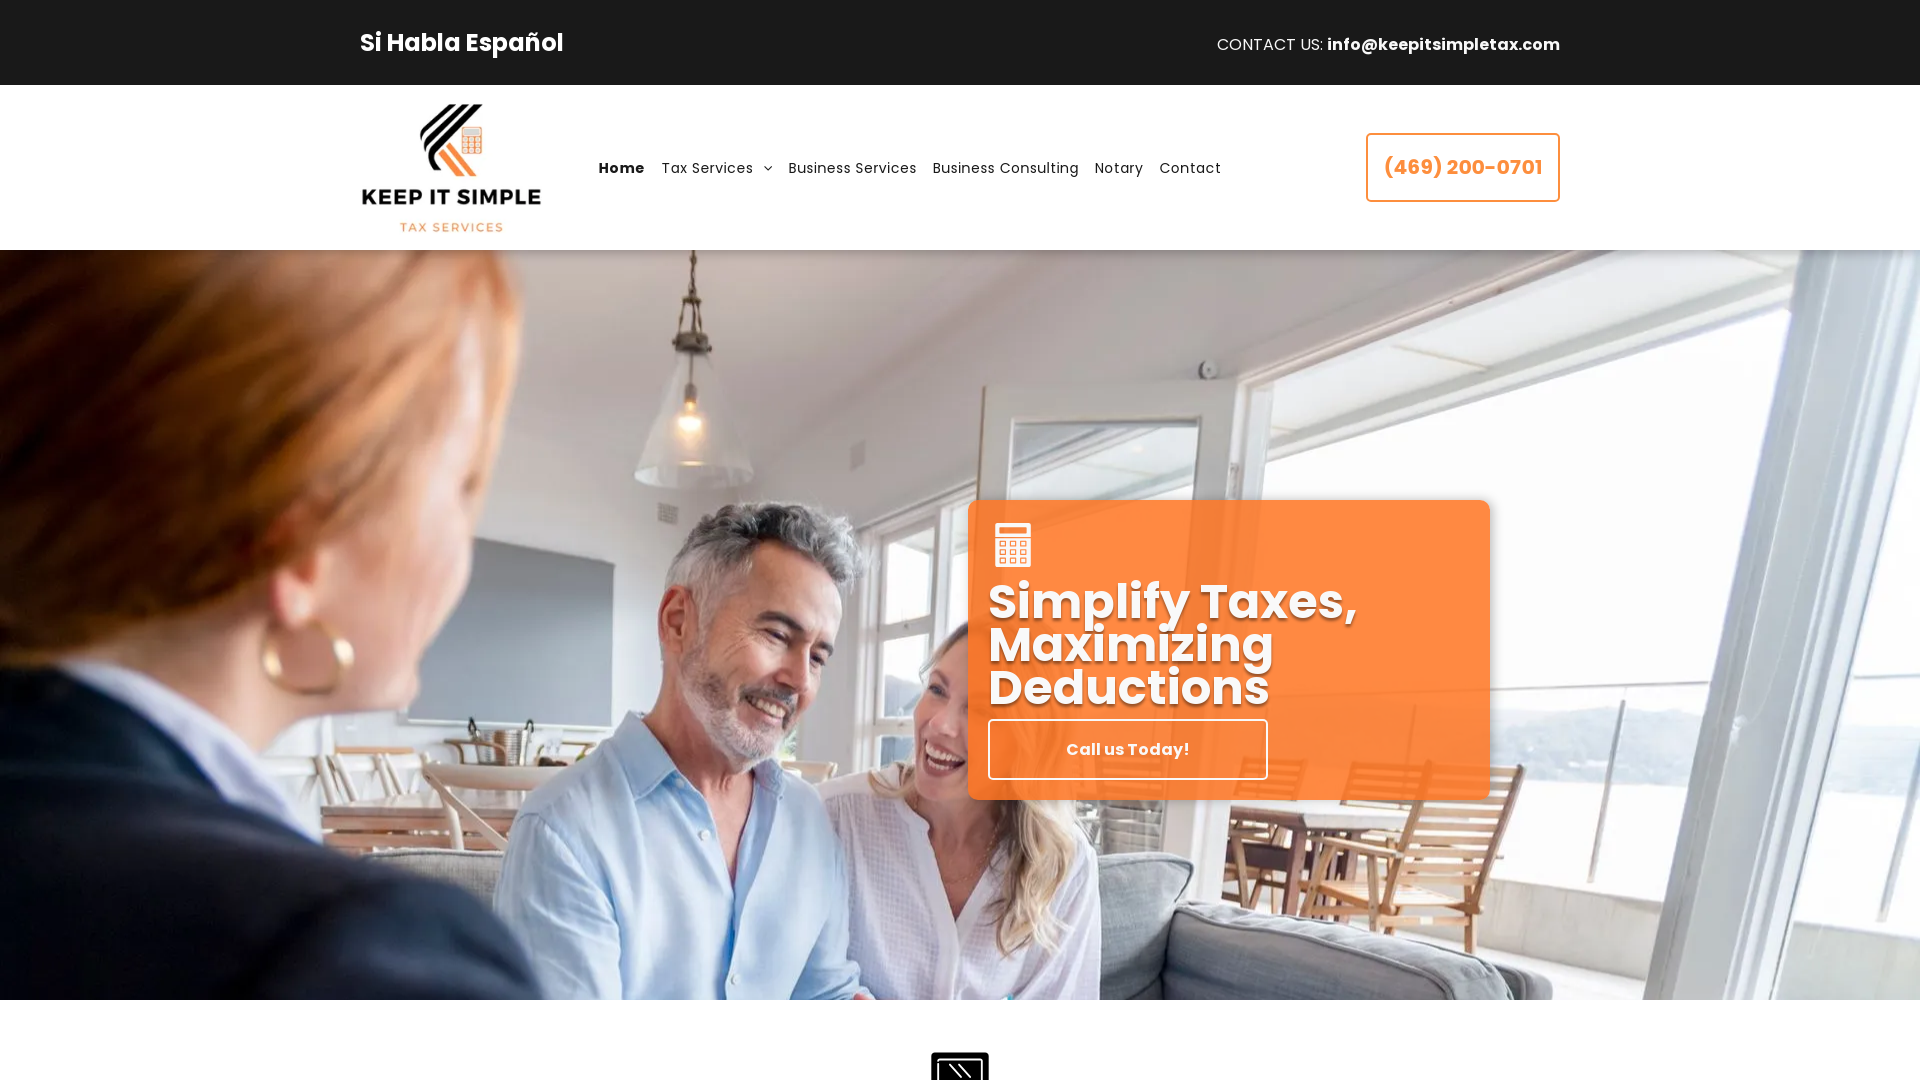 Si Habla Español
CONTACT US: info@keepitsimpletax.com
KEEP IT SIMPLE
TAX SERVICES
Home
Tax Services
Business Services
Business Consulting
Notary
Contact
(469) 200-0701
Simplify Taxes,
Maximizing
Deductions
Call us Today!